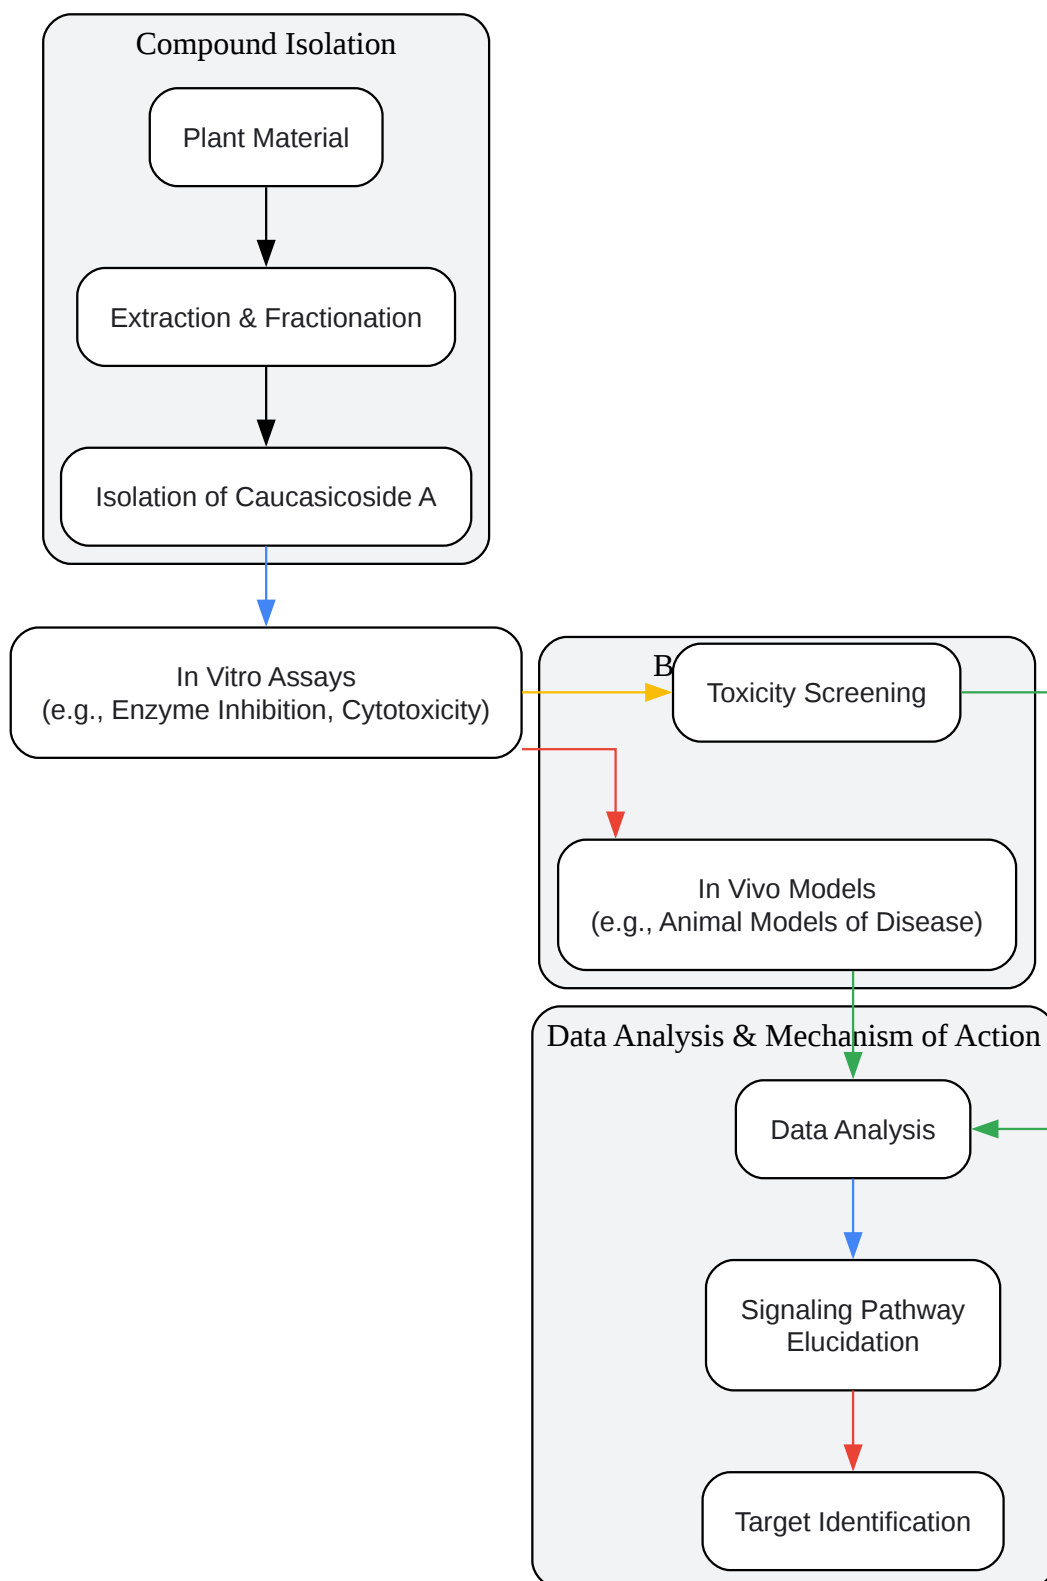 Compound Isolation
Plant Material
Extraction & Fractionation
Isolation of Caucasicoside A
In Vitro Assays
(e.g., Enzyme Inhibition, Cytotoxicity)
B
Toxicity Screening
In Vivo Models
(e.g., Animal Models of Disease)
Data Analysis & Mechanism of Action
Data Analysis
Signaling Pathway
Elucidation
Target Identification